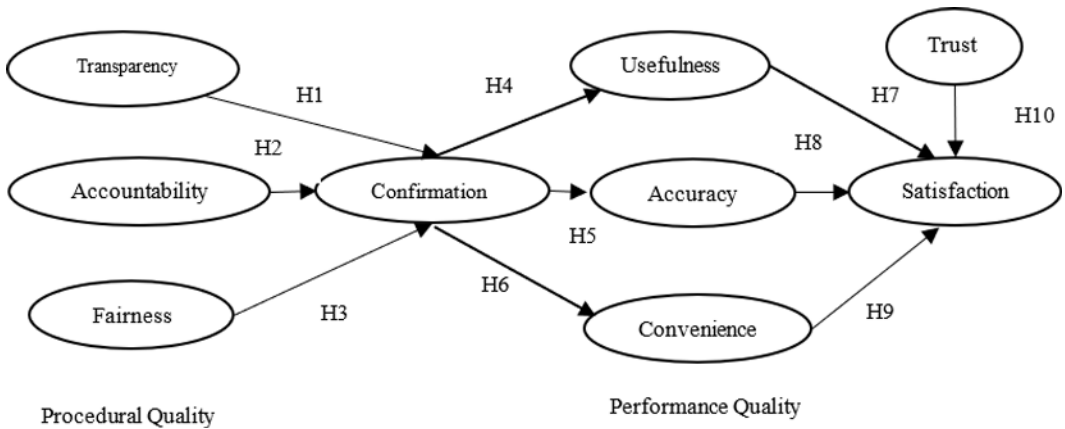 Transparency
H1
H4
Usefulness
Trust
H7
H10
H2
H8
Accountability
Confirmation
Accuracy
Satisfaction
H5
H6
Fairness
H3
Convenience
H9
Procedural Quality
Performance Quality